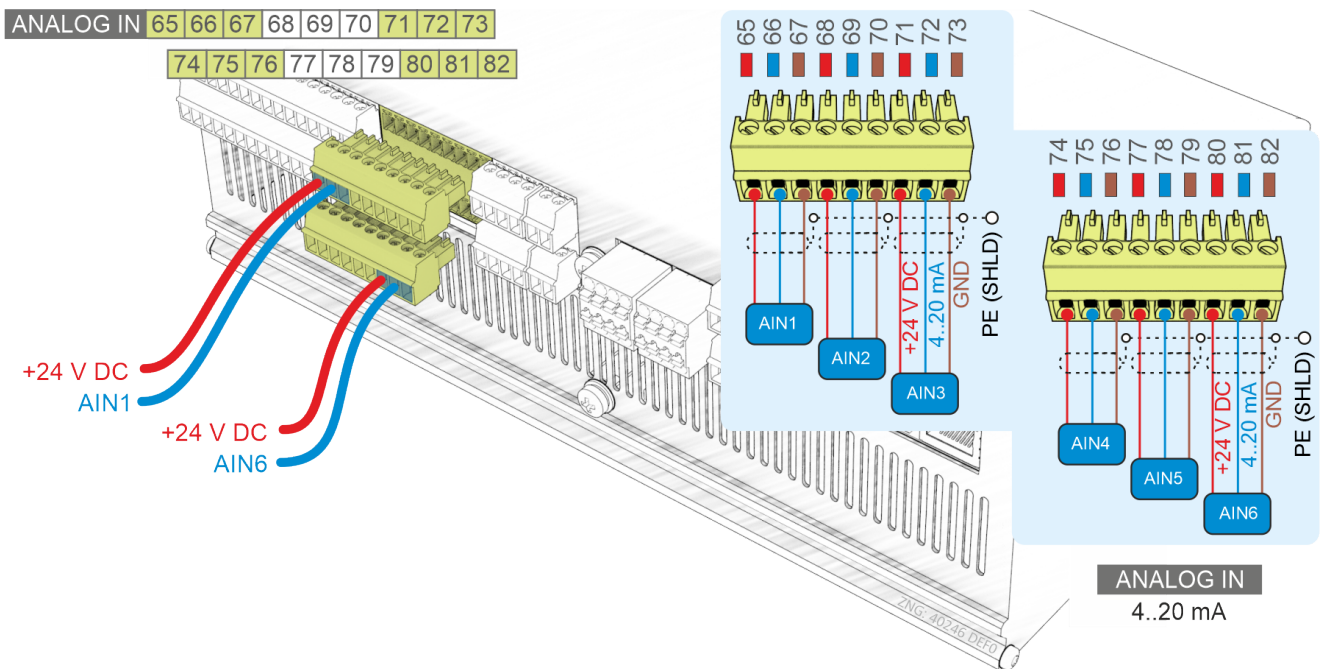 ANALOG IN 65 66 67 68 69 70 71 72 73
74 75 76 77 78 79 80 81 82
65 66 67 68 69 70 71 72 73
AIN1
AIN2
AIN3
+24 V DC
4..20 mA
GND
PE (SHLD)
74 75 76 77 78 79 80 81 82
AIN4
AIN5
AIN6
+24 V DC
4..20 mA
GND
PE (SHLD)
+24 V DC
AIN1
+24 V DC
AIN6
ANALOG IN
4..20 mA
ZNG: 40246 DEF0